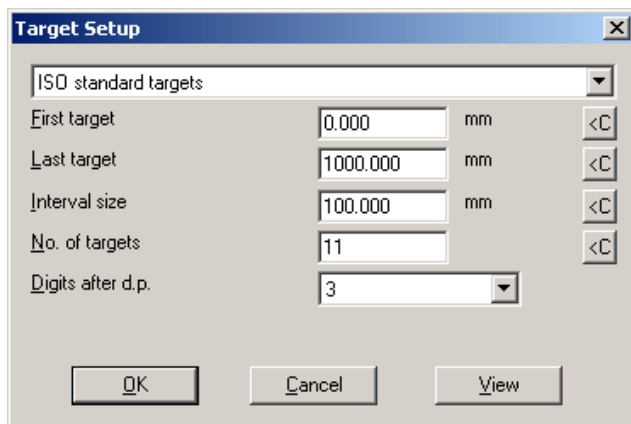 Target Setup
ISO standard targets
First target 0.000 mm <C
Last target 1000.000 mm <C
Interval size 100.000 mm <C
No. of targets 11 <C
Digits after d.p. 3
OK Cancel View